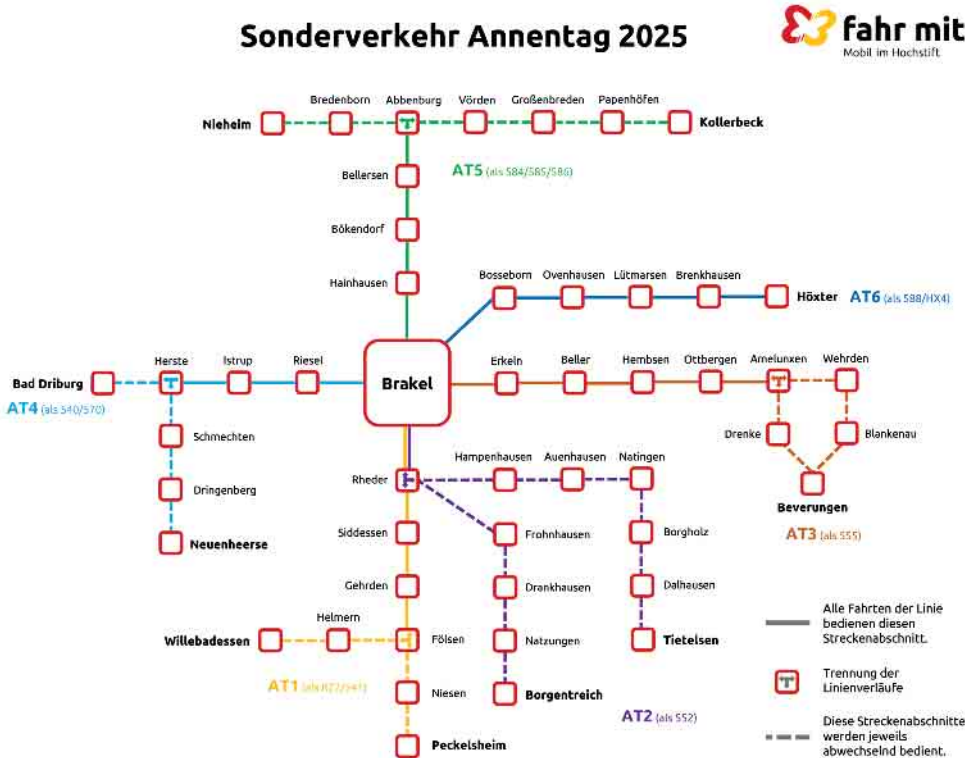 Sonderverkehr Annentag 2025
fahr mit
Mobil im Hochstift
Nieheim
Bredenborn
Abbenburg
Vörden
Großenbreden
Papenhöfen
Kollerbeck
Bellersen
AT5 (als 584/585/586)
Bökendorf
Hainhausen
Bosseborn
Ovenhausen
Lütmarsen
Brenkhausen
Höxter
AT6 (als 588/HX4)
Bad Driburg
Herste
Istrup
Riesel
Brakel
Erkeln
Beller
Hembsen
Ottbergen
Amelunxen
Wehrden
AT4 (als 540/570)
Schmechten
Drenke
Blankenau
Dringenberg
Beverungen
Neuenheerse
AT3 (als 555)
Rheder
Hampenhausen
Auenhausen
Natingen
Siddessen
Frohnhausen
Borgholz
Gehrden
Drankhausen
Dalhausen
Willebadessen
Helmern
Fölsen
Natzungen
Tietelsen
AT1
Niesen
Borgentreich
AT2 (als 552)
Peckelsheim
Alle Fahrten der Linie
bedienen diesen
Streckenabschnitt.
Trennung der
Linienverläufe
Diese Streckenabschnitte
werden jeweils
abwechselnd bedient.